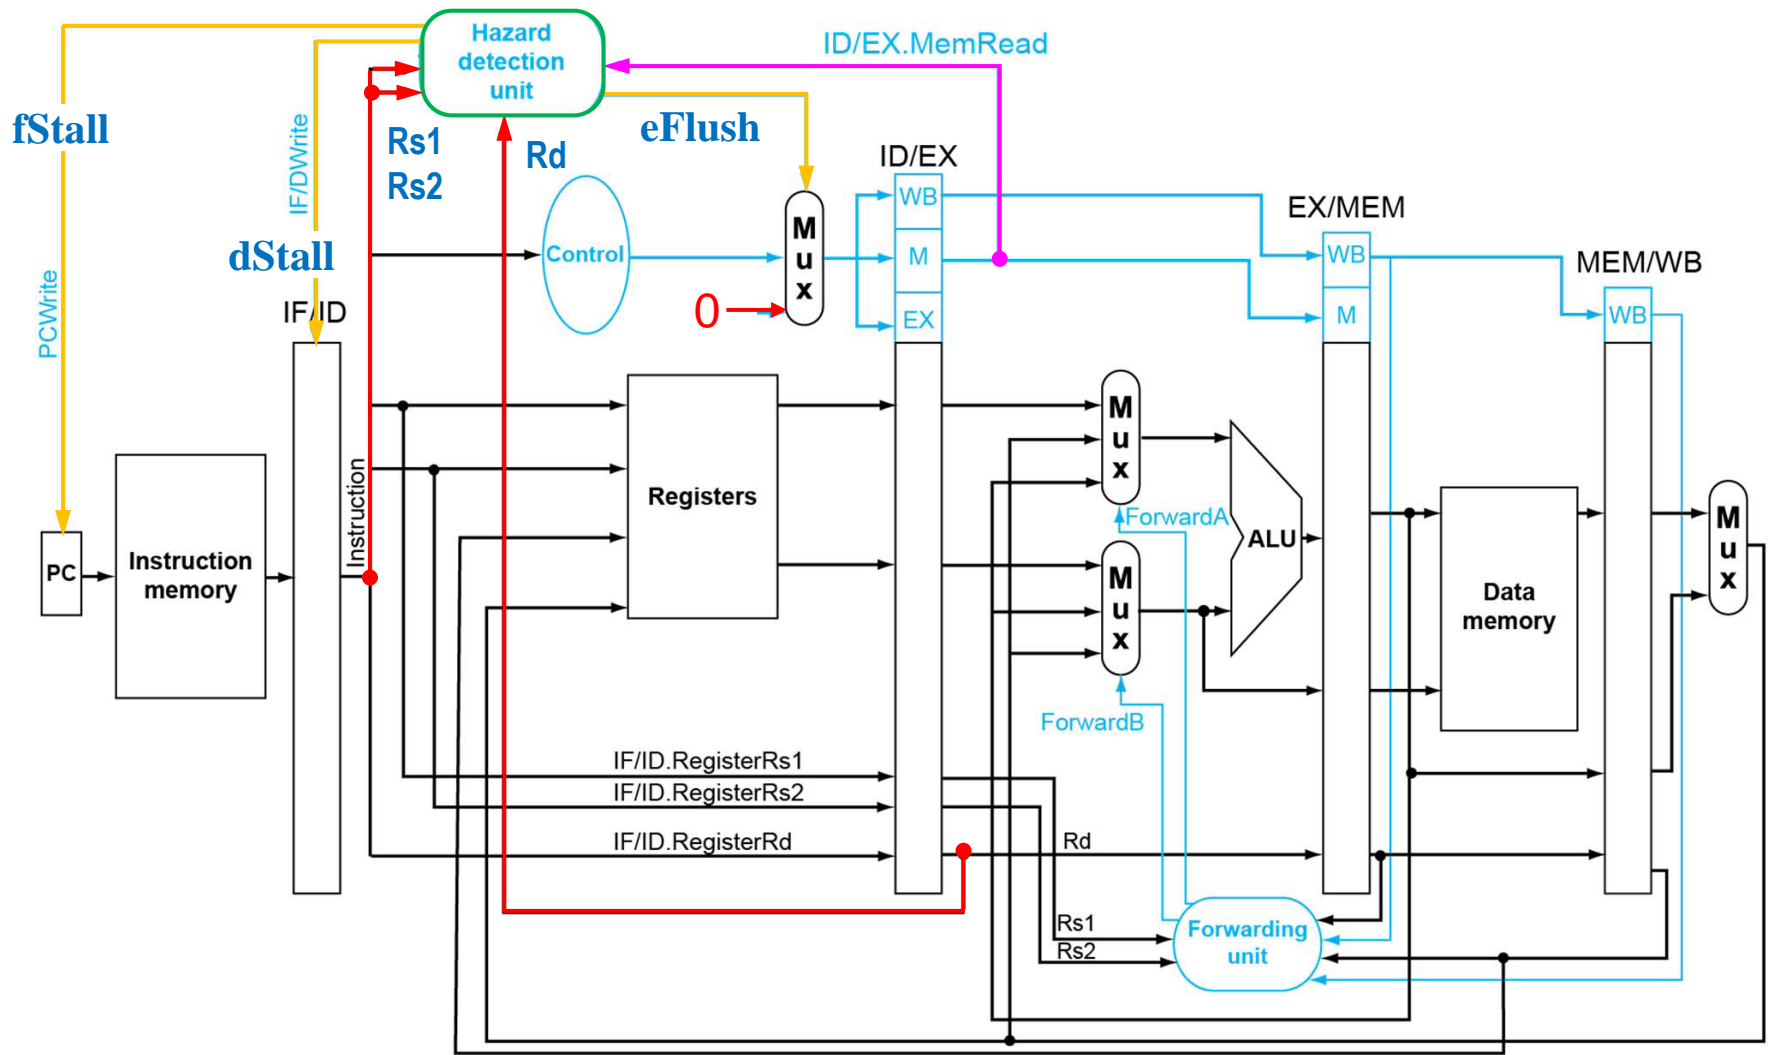 Hazard
detection
unit
ID/EX.MemRead
fStall
Rs1
Rs2
Rd
eFlush
IF/DWrite
ID/EX
WB
M
EX
Control
M
u
x
0
dStall
PCWrite
IF/ID
EX/MEM
WB
M
MEM/WB
WB
Instruction
PC
Instruction
memory
Registers
M
u
x
ForwardA
M
u
x
ForwardB
ALU
Data
memory
M
u
x
IF/ID.RegisterRs1
IF/ID.RegisterRs2
IF/ID.RegisterRd
Rd
Rs1
Rs2
Forwarding
unit